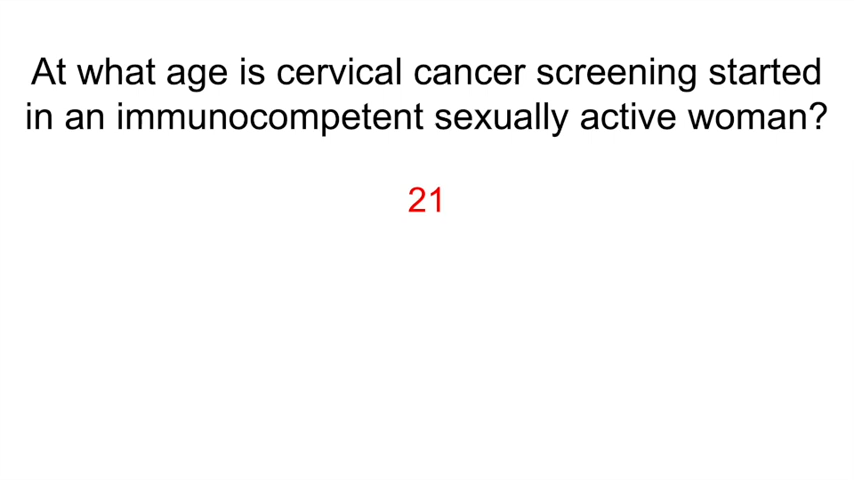 At what age is cervical cancer screening started
in an immunocompetent sexually active woman?
21